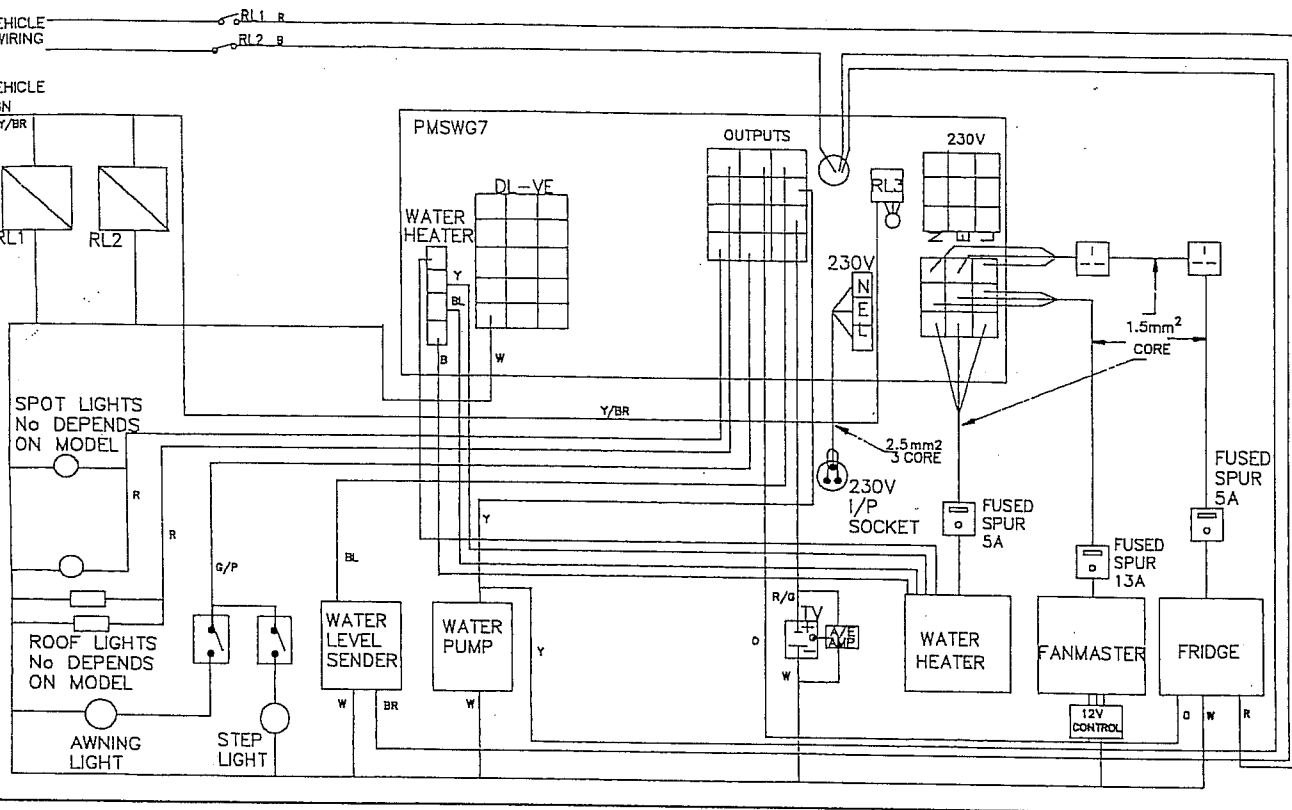 EHICLE
WIRING
RL1 R
RL2 B
EHICLE
GN
Y/BR
RL1
RL2
PMSWG7
OUTPUTS
230V
DL-VE
RL3
WATER
HEATER
Y
BL
B
W
N E L
230V
N
E
L
1.5mm2
CORE
Y/BR
2.5mm2
3 CORE
230V
I/P
SOCKET
SPOT LIGHTS
No DEPENDS
ON MODEL
R
R
G/P
BL
Y
FUSED
SPUR
5A
FUSED
SPUR
13A
FUSED
SPUR
5A
ROOF LIGHTS
No DEPENDS
ON MODEL
WATER
LEVEL
SENDER
WATER
PUMP
Y
O
R/G
TV
A/E
AMP
W
WATER
HEATER
FANMASTER
FRIDGE
12V
CONTROL
O
W
R
W
BR
W
AWNING
LIGHT
STEP
LIGHT